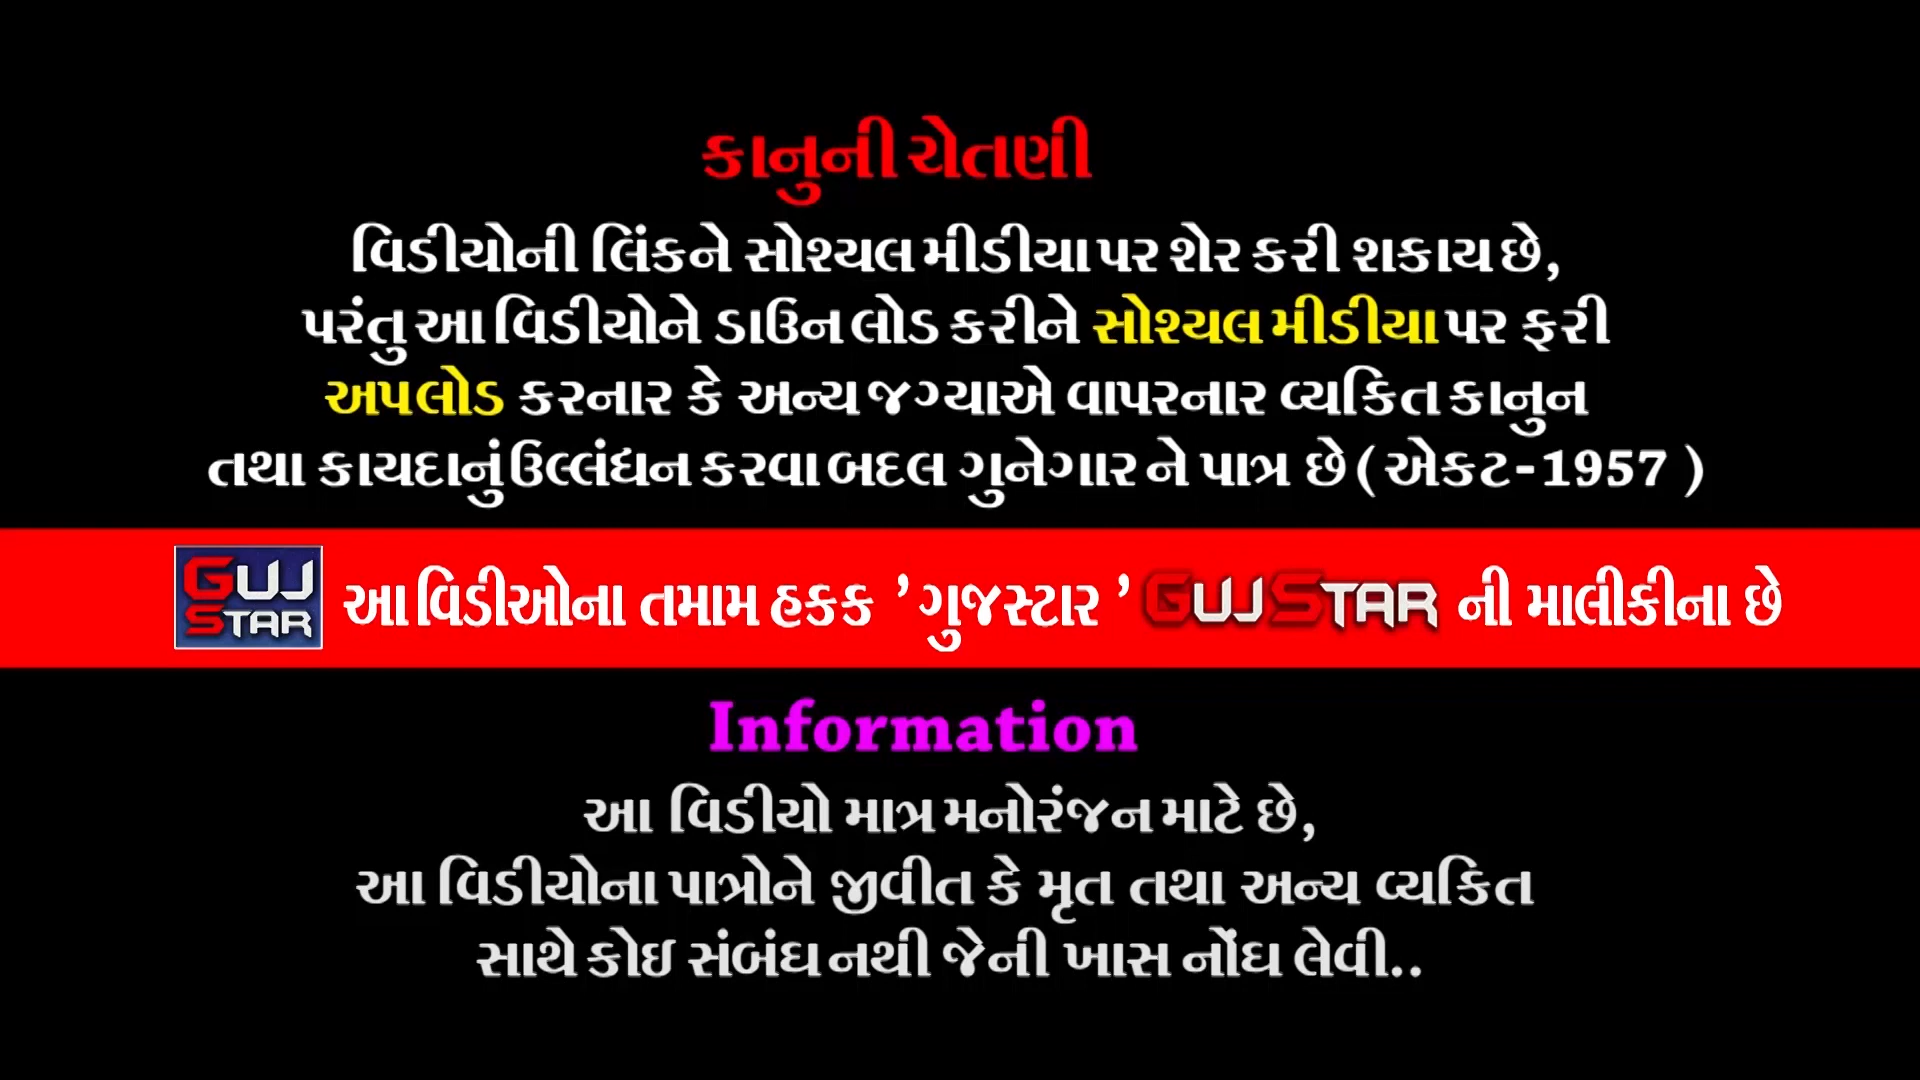 કાનુની ચેતણી
વિડીયોની લિંકને સોશ્યલ મીડીયા પર શેર કરી શકાય છે,
પરંતુ આ વિડીયોને ડાઉન લોડ કરીને સોશ્યલ મીડીયા પર ફરી
અપલોડ કરનાર કે અન્ય જગ્યાએ વાપરનાર વ્યકિત કાનુન
તથા કાયદાનું ઉલ્લંઘન કરવા બદલ ગુનેગાર ને પાત્ર છે ( એકટ-1957 )
GUJ STAR આ વિડીઓના તમામ હકક ’ ગુજસ્ટાર ’ GUJ STAR ની માલીકીના છે
Information
આ વિડીયો માત્ર મનોરંજન માટે છે,
આ વિડીયોના પાત્રોને જીવીત કે મૃત તથા અન્ય વ્યકિત
સાથે કોઇ સંબંઘ નથી જેની ખાસ નોંઘ લેવી..